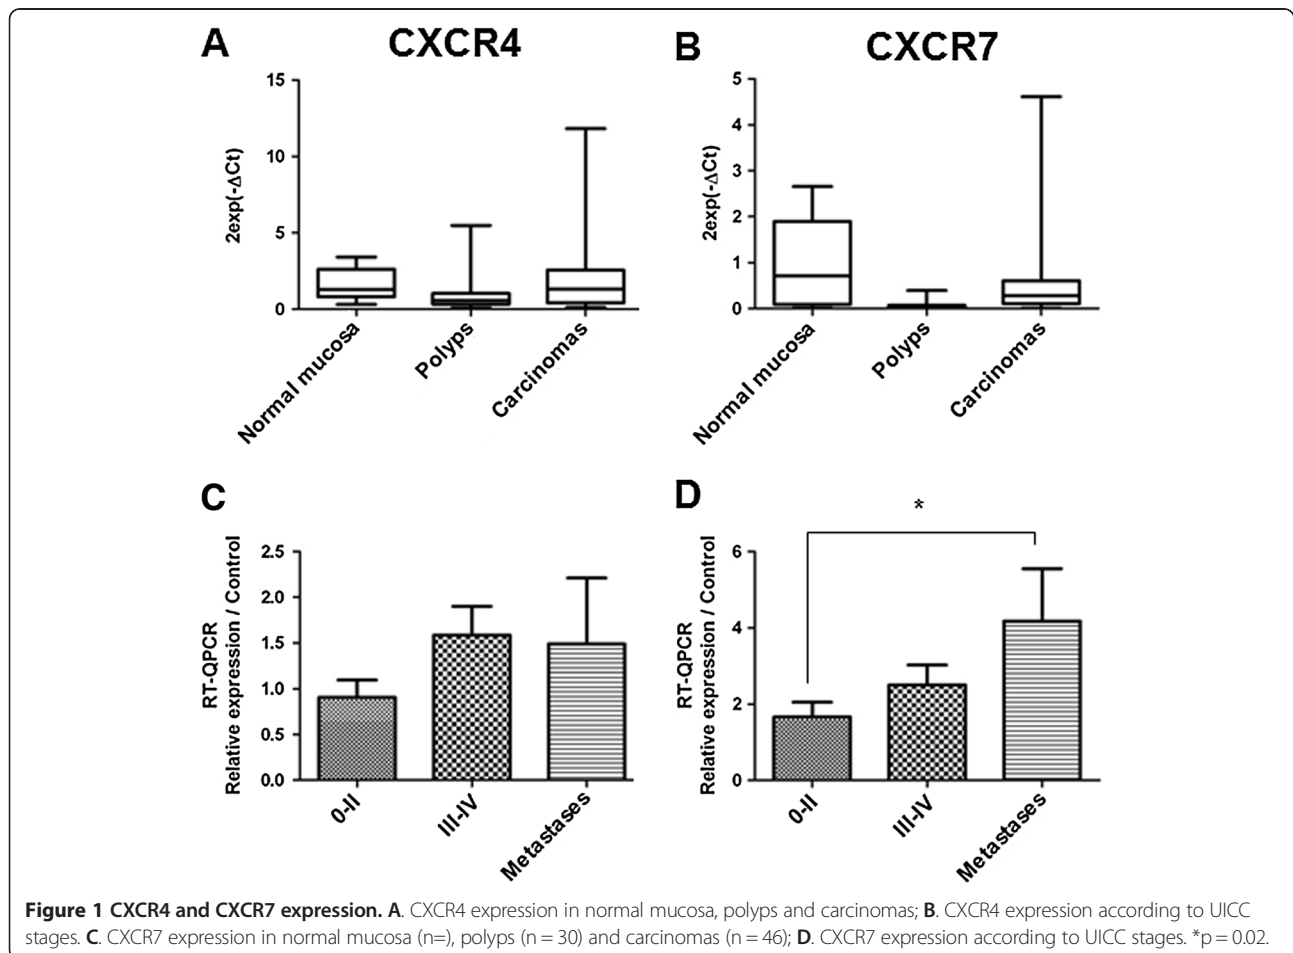 A CXCR4
15
10
5
0
2exp(-ΔCt)
Normal mucosa
Polyps
Carcinomas
B CXCR7
5
4
3
2
1
0
2exp(-ΔCt)
Normal mucosa
Polyps
Carcinomas
C
2.5
2.0
1.5
1.0
0.5
0.0
RT-QPCR
Relative expression / Control
0-II
III-IV
Metastases
D
*
6
4
2
0
RT-QPCR
Relative expression / Control
0-II
III-IV
Metastases
Figure 1 CXCR4 and CXCR7 expression. A. CXCR4 expression in normal mucosa, polyps and carcinomas; B. CXCR4 expression according to UICC
stages. C. CXCR7 expression in normal mucosa (n=), polyps (n = 30) and carcinomas (n = 46); D. CXCR7 expression according to UICC stages. *p = 0.02.